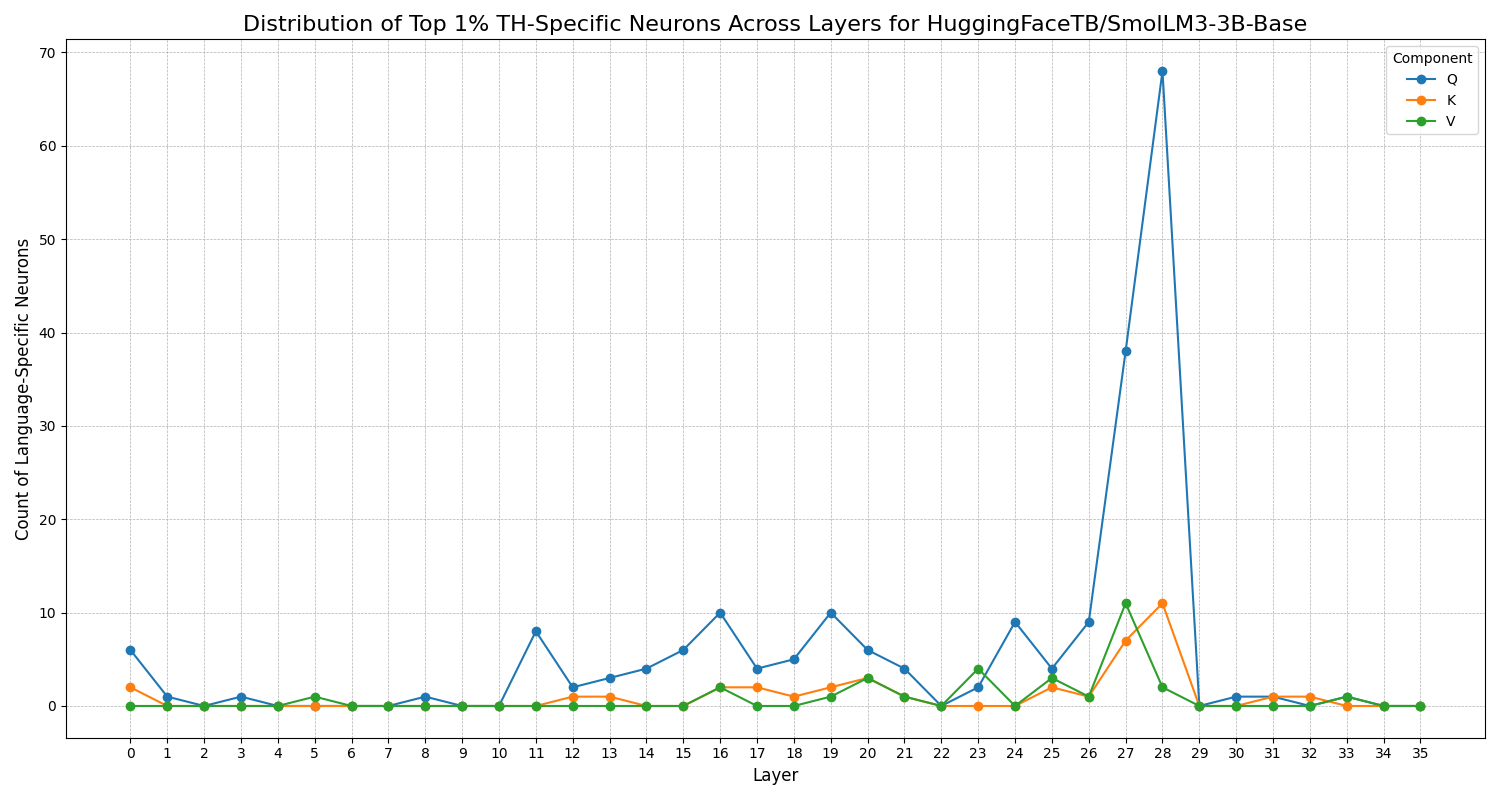 Distribution of Top 1% TH-Specific Neurons Across Layers for HuggingFaceTB/SmolLM3-3B-Base
Component
Q
K
V
Count of Language-Specific Neurons
70
60
50
40
30
20
10
0
0 1 2 3 4 5 6 7 8 9 10 11 12 13 14 15 16 17 18 19 20 21 22 23 24 25 26 27 28 29 30 31 32 33 34 35
Layer